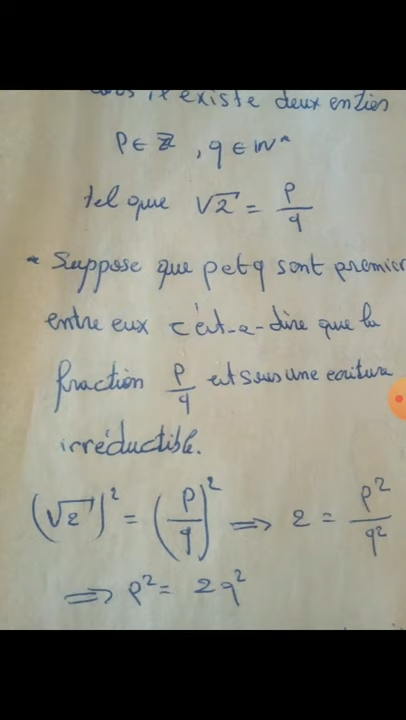 il existe deux entiers
p ∈ ℤ, q ∈ ℕ*
tel que √2 = p/q
* Suppose que p et q sont premier
entre eux c'est-a-dire que la
fraction p/q est sous une ecriture
irréductible.
(√2)² = (p/q)² ⟹ 2 = p²/q²
⟹ p² = 2q²